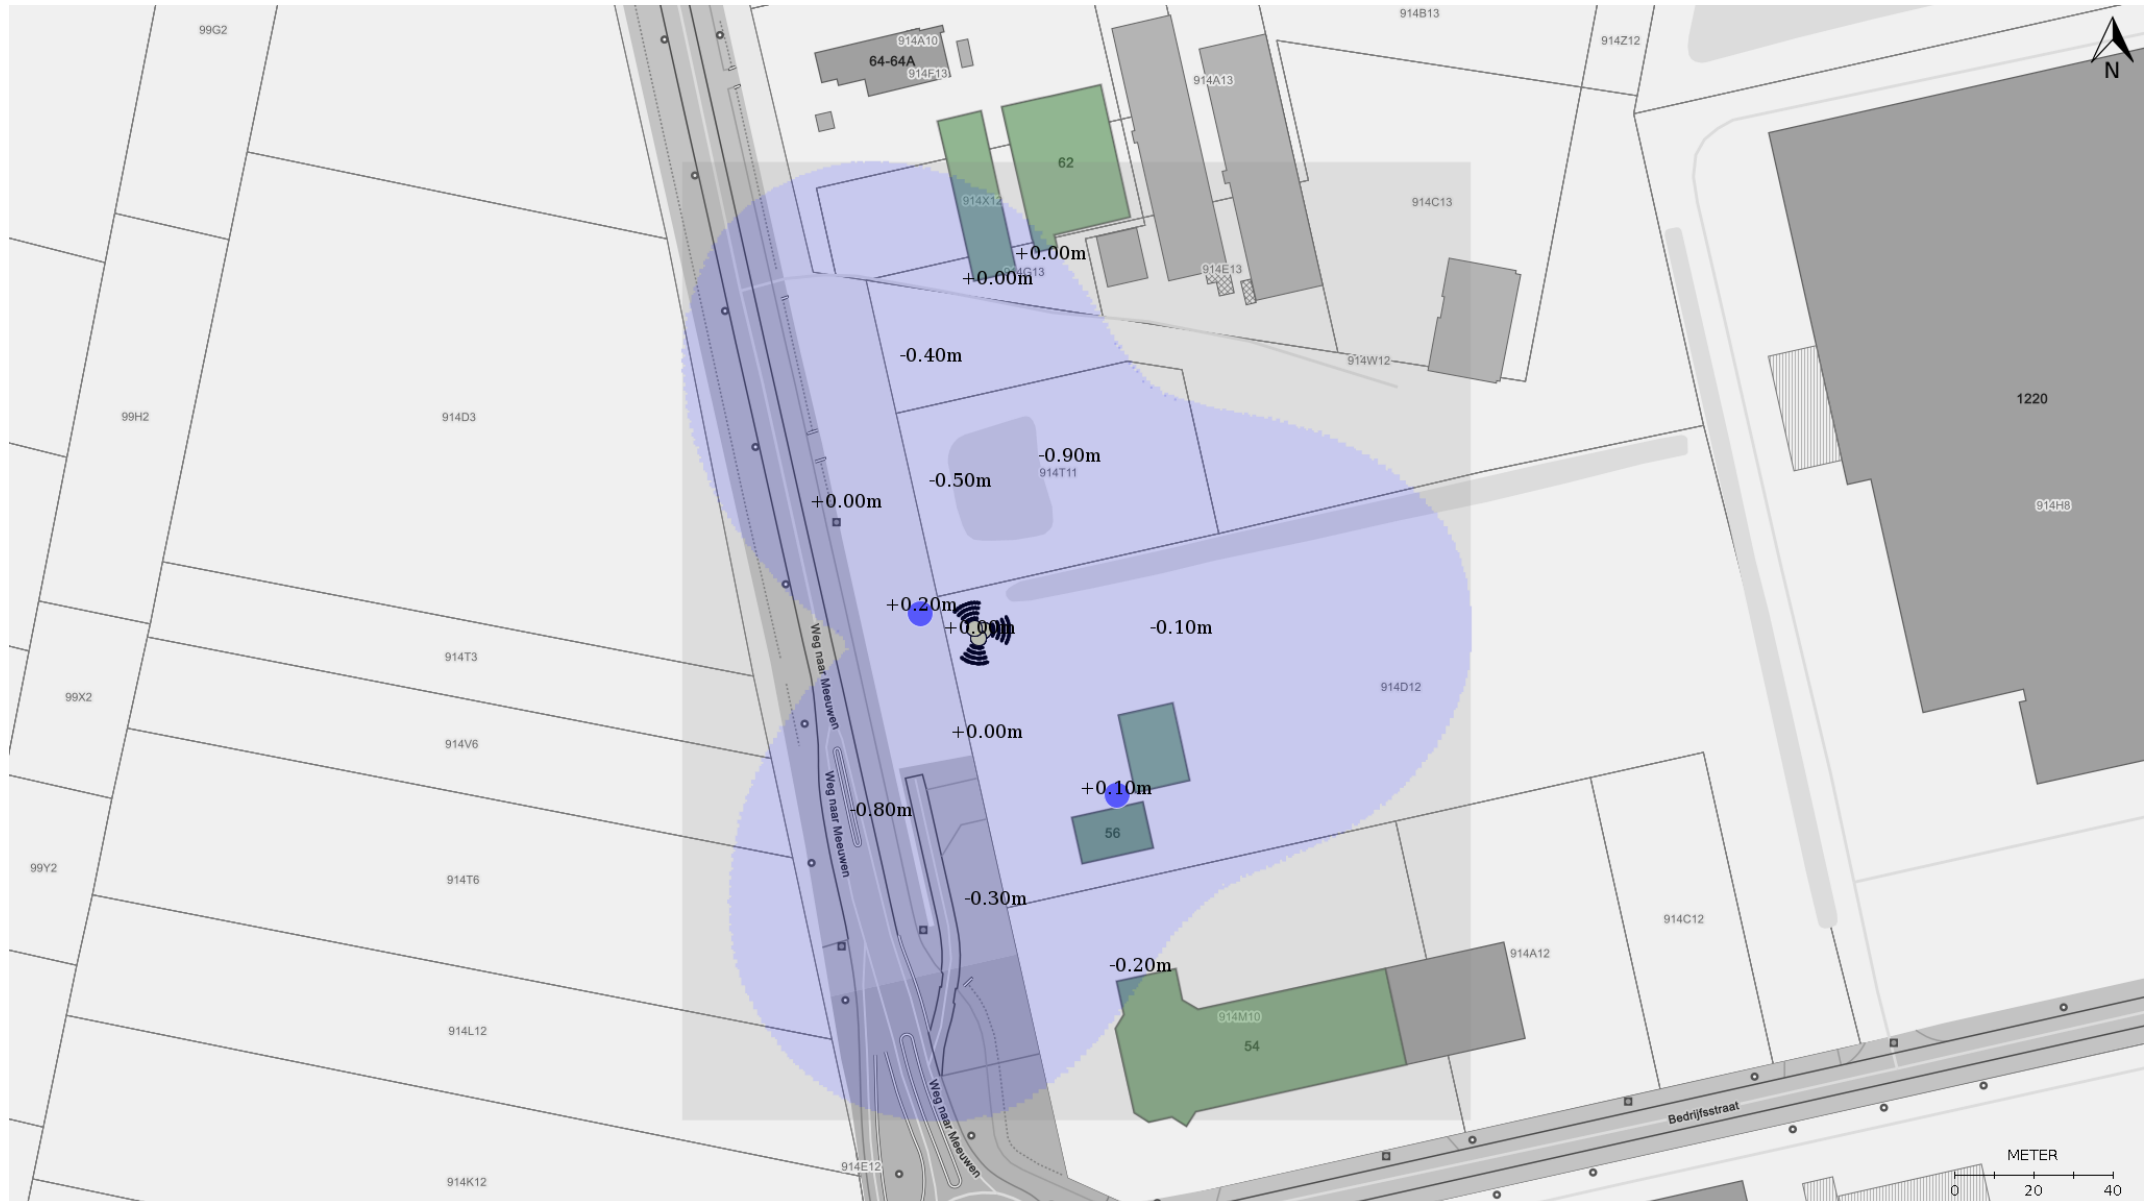 99G2
914A10
64-64A
914F13
914B13
914Z12
N
914A13
62
914X12
914C13
+0.00m
914G13
+0.00m
914E13
-0.40m
914W12
99H2
914D3
1220
-0.90m
914T11
-0.50m
+0.00m
914H8
+0.20m
+0.00m
-0.10m
914T3
Weg naar Meeuwen
914D12
99X2
+0.00m
914V6
+0.10m
-0.80m
Weg naar Meeuwen
56
99Y2
914T6
-0.30m
914C12
914A12
-0.20m
914M10
914L12
54
Weg naar Meeuwen
Bedrijfsstraat
METER
914E12
914K12
0 20 40